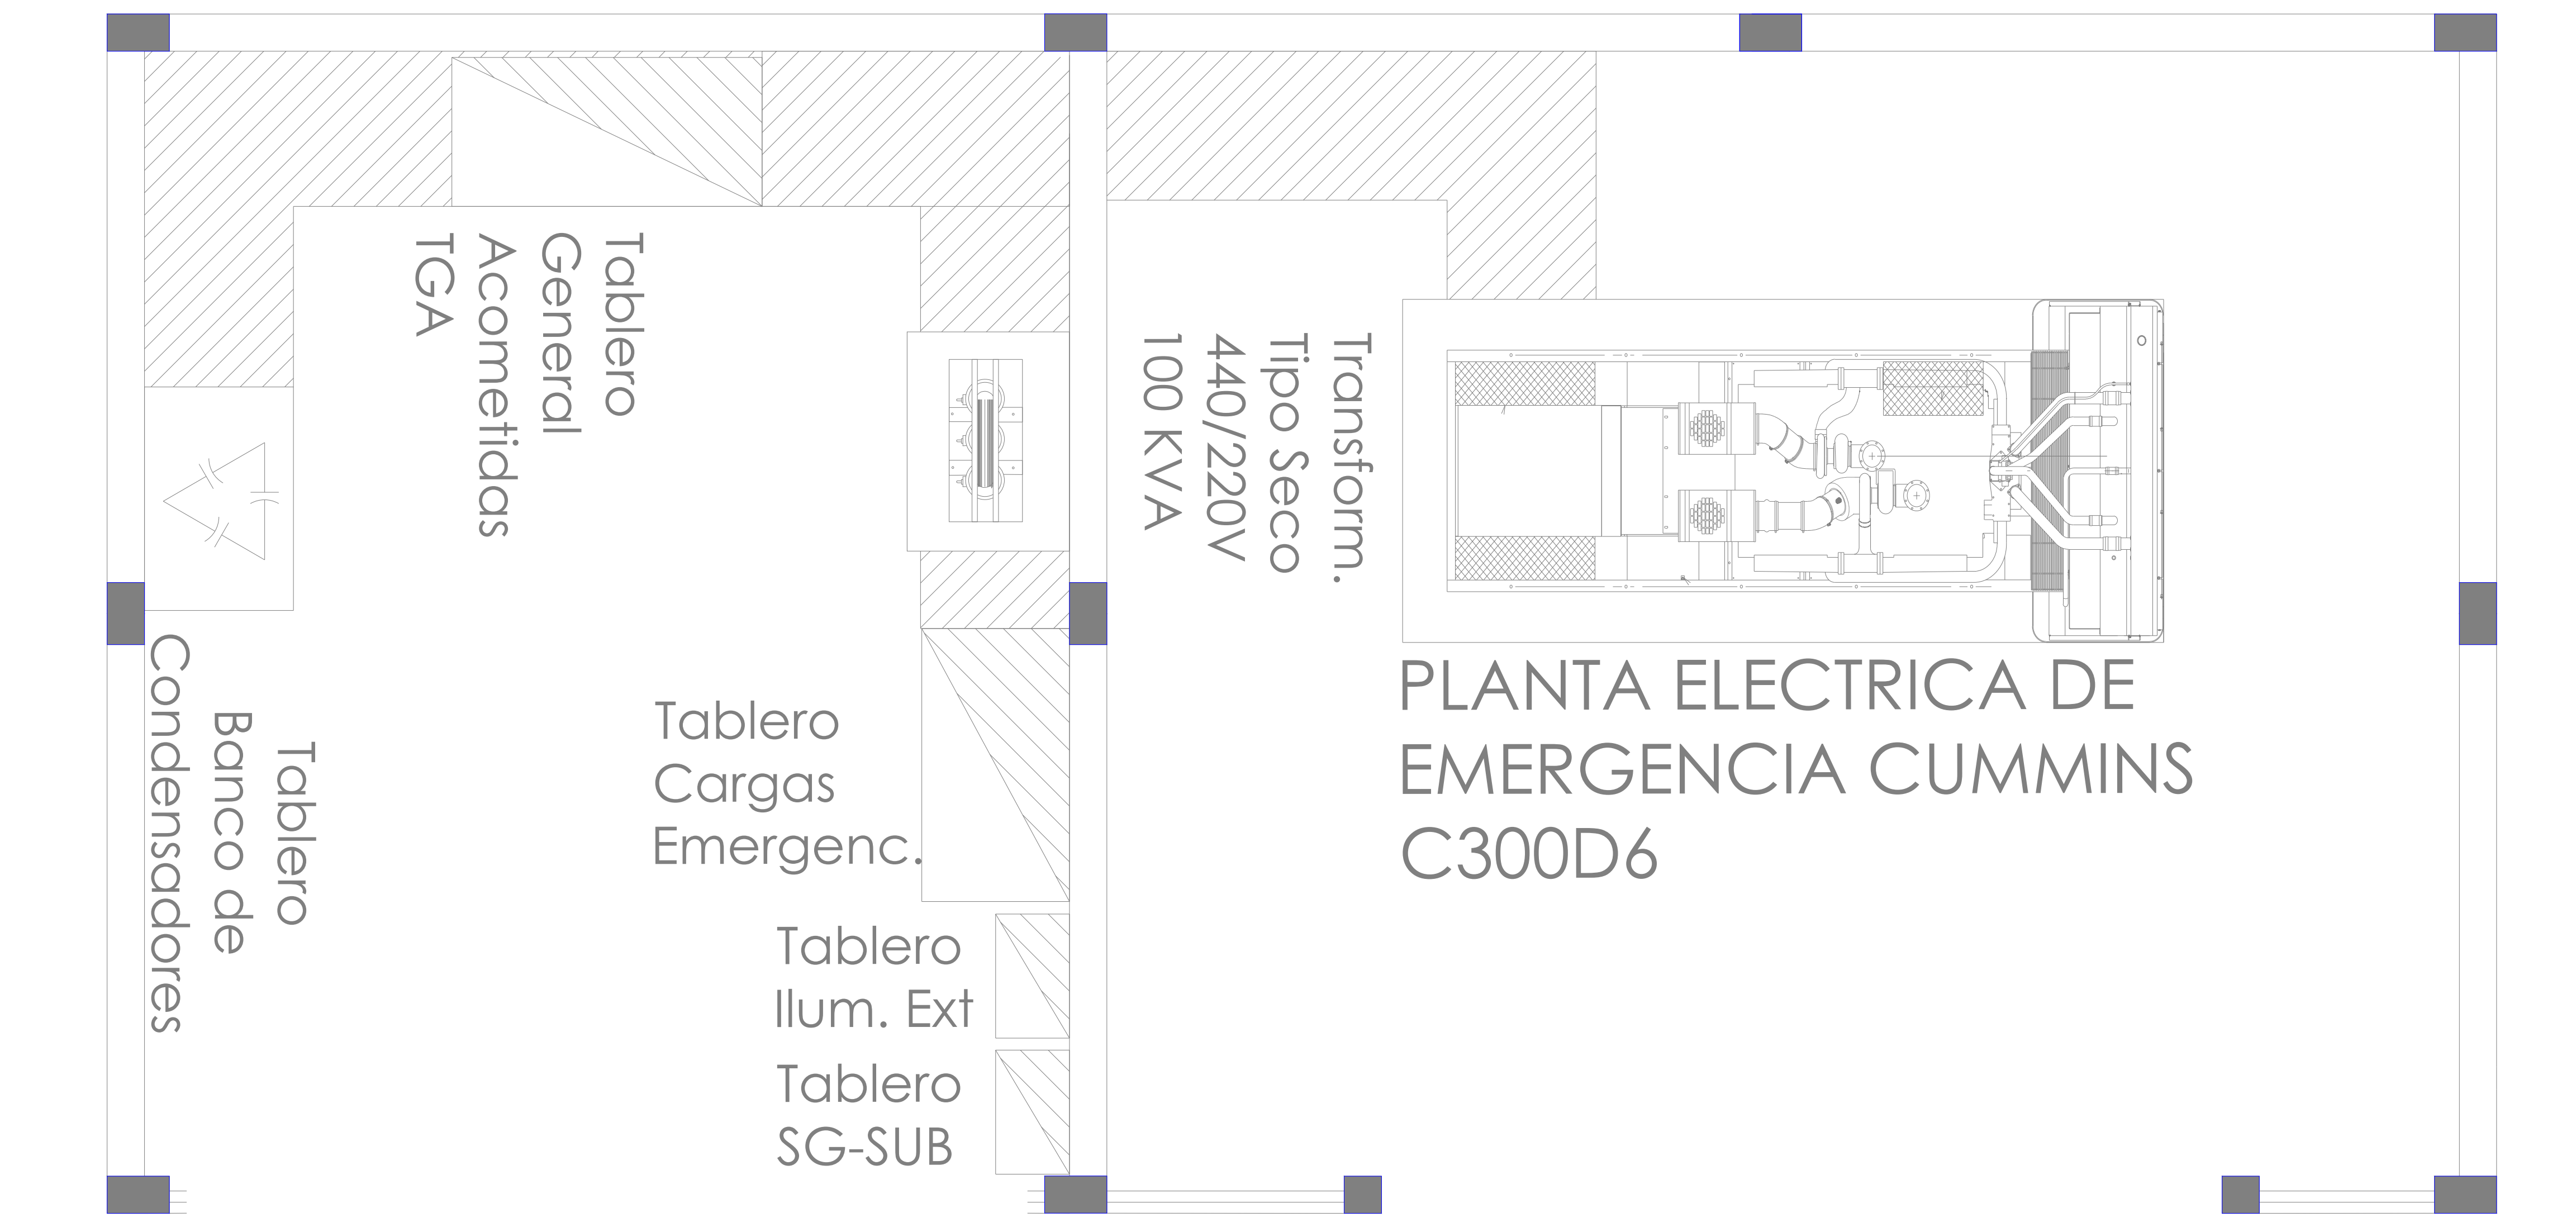 Tablero
General
Acometidas
TGA
Transform.
Tipo Seco
440/220V
100 KVA
Tablero
Banco de
Condensadores
Tablero
Cargas
Emergenc.
Tablero
Ilum. Ext
Tablero
SG-SUB
PLANTA ELECTRICA DE
EMERGENCIA CUMMINS
C300D6